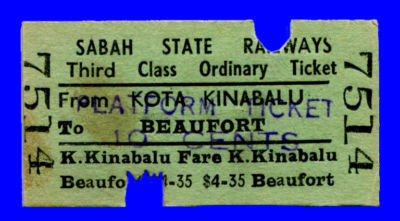 SABAH STATE RAILWAYS
Third Class Ordinary Ticket
From KOTA KINABALU
PLATFORM TICKET
To BEAUFORT
10 CENTS
K.Kinabalu Fare K.Kinabalu
Beaufo $4-35 $4-35 Beaufort
7514
7514